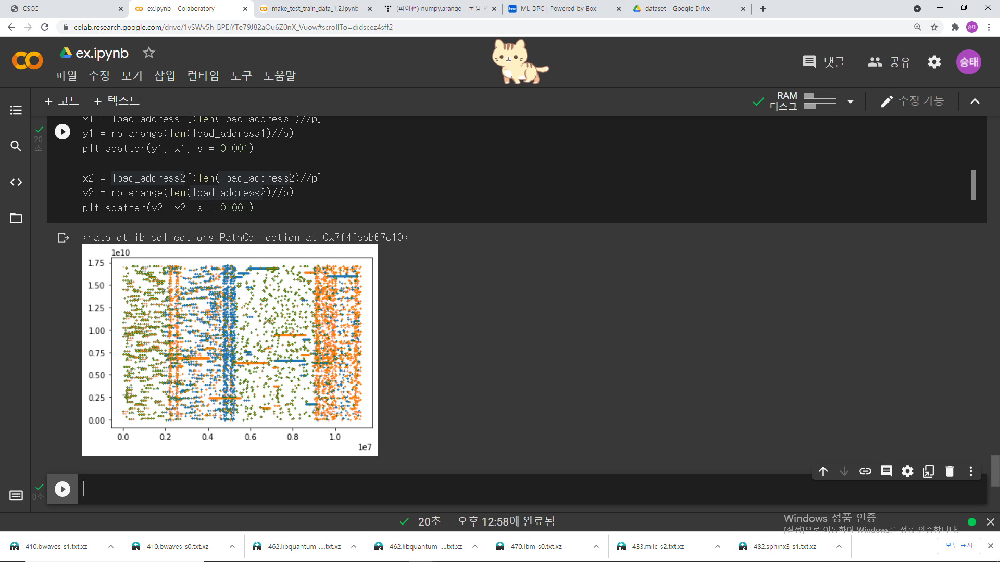 CSCC
ex.ipynb - Colaboratory
make_test_train_data_1,2.ipynb
(파이썬) numpy.arange - 코딩
ML-DPC | Powered by Box
dataset - Google Drive
colab.research.google.com/drive/1vSWv5h-BPEiYTe79J82aOu6Z0nX_Vuow#scrollTo=didscez4sff2
승태
ex.ipynb
댓글
공유
승태
파일 수정 보기 삽입 런타임 도구 도움말
+ 코드
+ 텍스트
RAM
디스크
수정 가능
20
초
x1 = load_address1[:len(load_address1)//p]
y1 = np.arange(len(load_address1)//p)
plt.scatter(y1, x1, s = 0.001)
x2 = load_address2[:len(load_address2)//p]
y2 = np.arange(len(load_address2)//p)
plt.scatter(y2, x2, s = 0.001)
<matplotlib.collections.PathCollection at 0x7f4febb67c10>
1e10
1.75
1.50
1.25
1.00
0.75
0.50
0.25
0.00
0.0 0.2 0.4 0.6 0.8 1.0
1e7
0초
20초 오후 12:58에 완료됨
Windows 정품 인증
[설정]으로 이동하여 Windows를 정품 인증합니다.
410.bwaves-s1.txt.xz
410.bwaves-s0.txt.xz
462.libquantum-....txt.xz
462.libquantum-....txt.xz
470.lbm-s0.txt.xz
433.milc-s2.txt.xz
482.sphinx3-s1.txt.xz
모두 표시